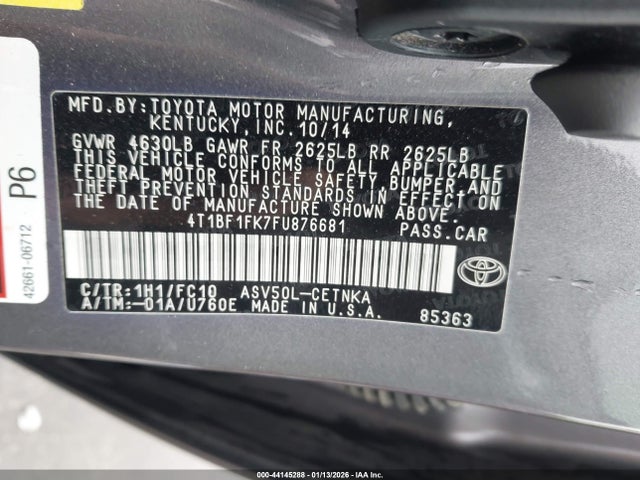 MFD. BY: TOYOTA MOTOR MANUFACTURING,
KENTUCKY, INC. 10/14
GVWR 4630LB GAWR FR 2625LB RR 2625LB
THIS VEHICLE CONFORMS TO ALL APPLICABLE
FEDERAL MOTOR VEHICLE SAFETY, BUMPER, AND
THEFT PREVENTION STANDARDS IN EFFECT ON
THE DATE OF MANUFACTURE SHOWN ABOVE.
4T1BF1FK7FU876681 PASS.CAR
C/TR:1H1/FC10 ASV50L-CETNKA
A/TM:-01A/U760E MADE IN U.S.A.
85363
TOYOTA
P6
42661-06712
000-44145288 - 01/13/2026 - IAA Inc.